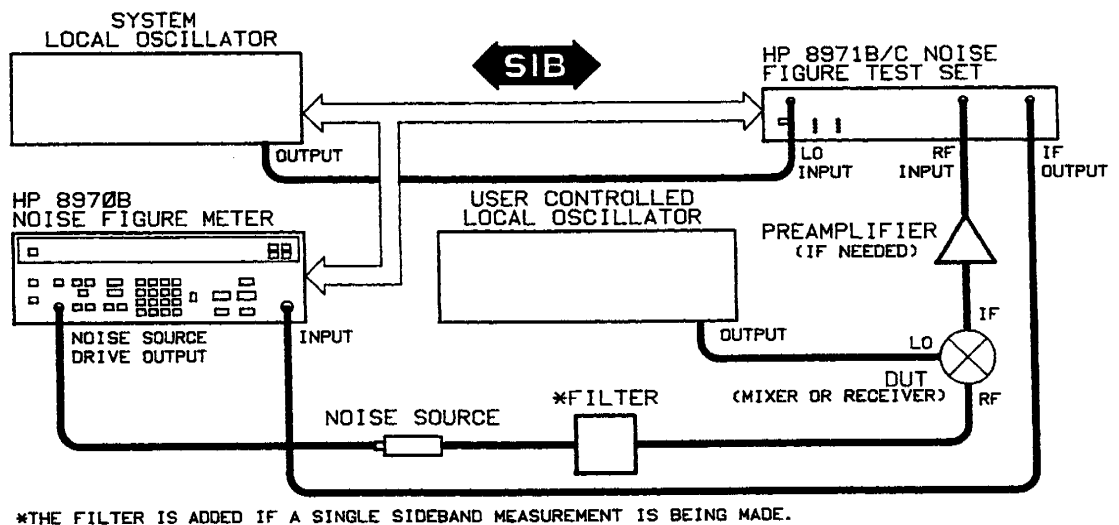 SYSTEM
LOCAL OSCILLATOR
SIB
HP 8971B/C NOISE
FIGURE TEST SET
OUTPUT
LO
INPUT
RF
INPUT
IF
OUTPUT
HP 8970B
NOISE FIGURE METER
USER CONTROLLED
LOCAL OSCILLATOR
PREAMPLIFIER
(IF NEEDED)
NOISE SOURCE
DRIVE OUTPUT
INPUT
OUTPUT
IF
LO
DUT
(MIXER OR RECEIVER)
RF
NOISE SOURCE
*FILTER
*THE FILTER IS ADDED IF A SINGLE SIDEBAND MEASUREMENT IS BEING MADE.